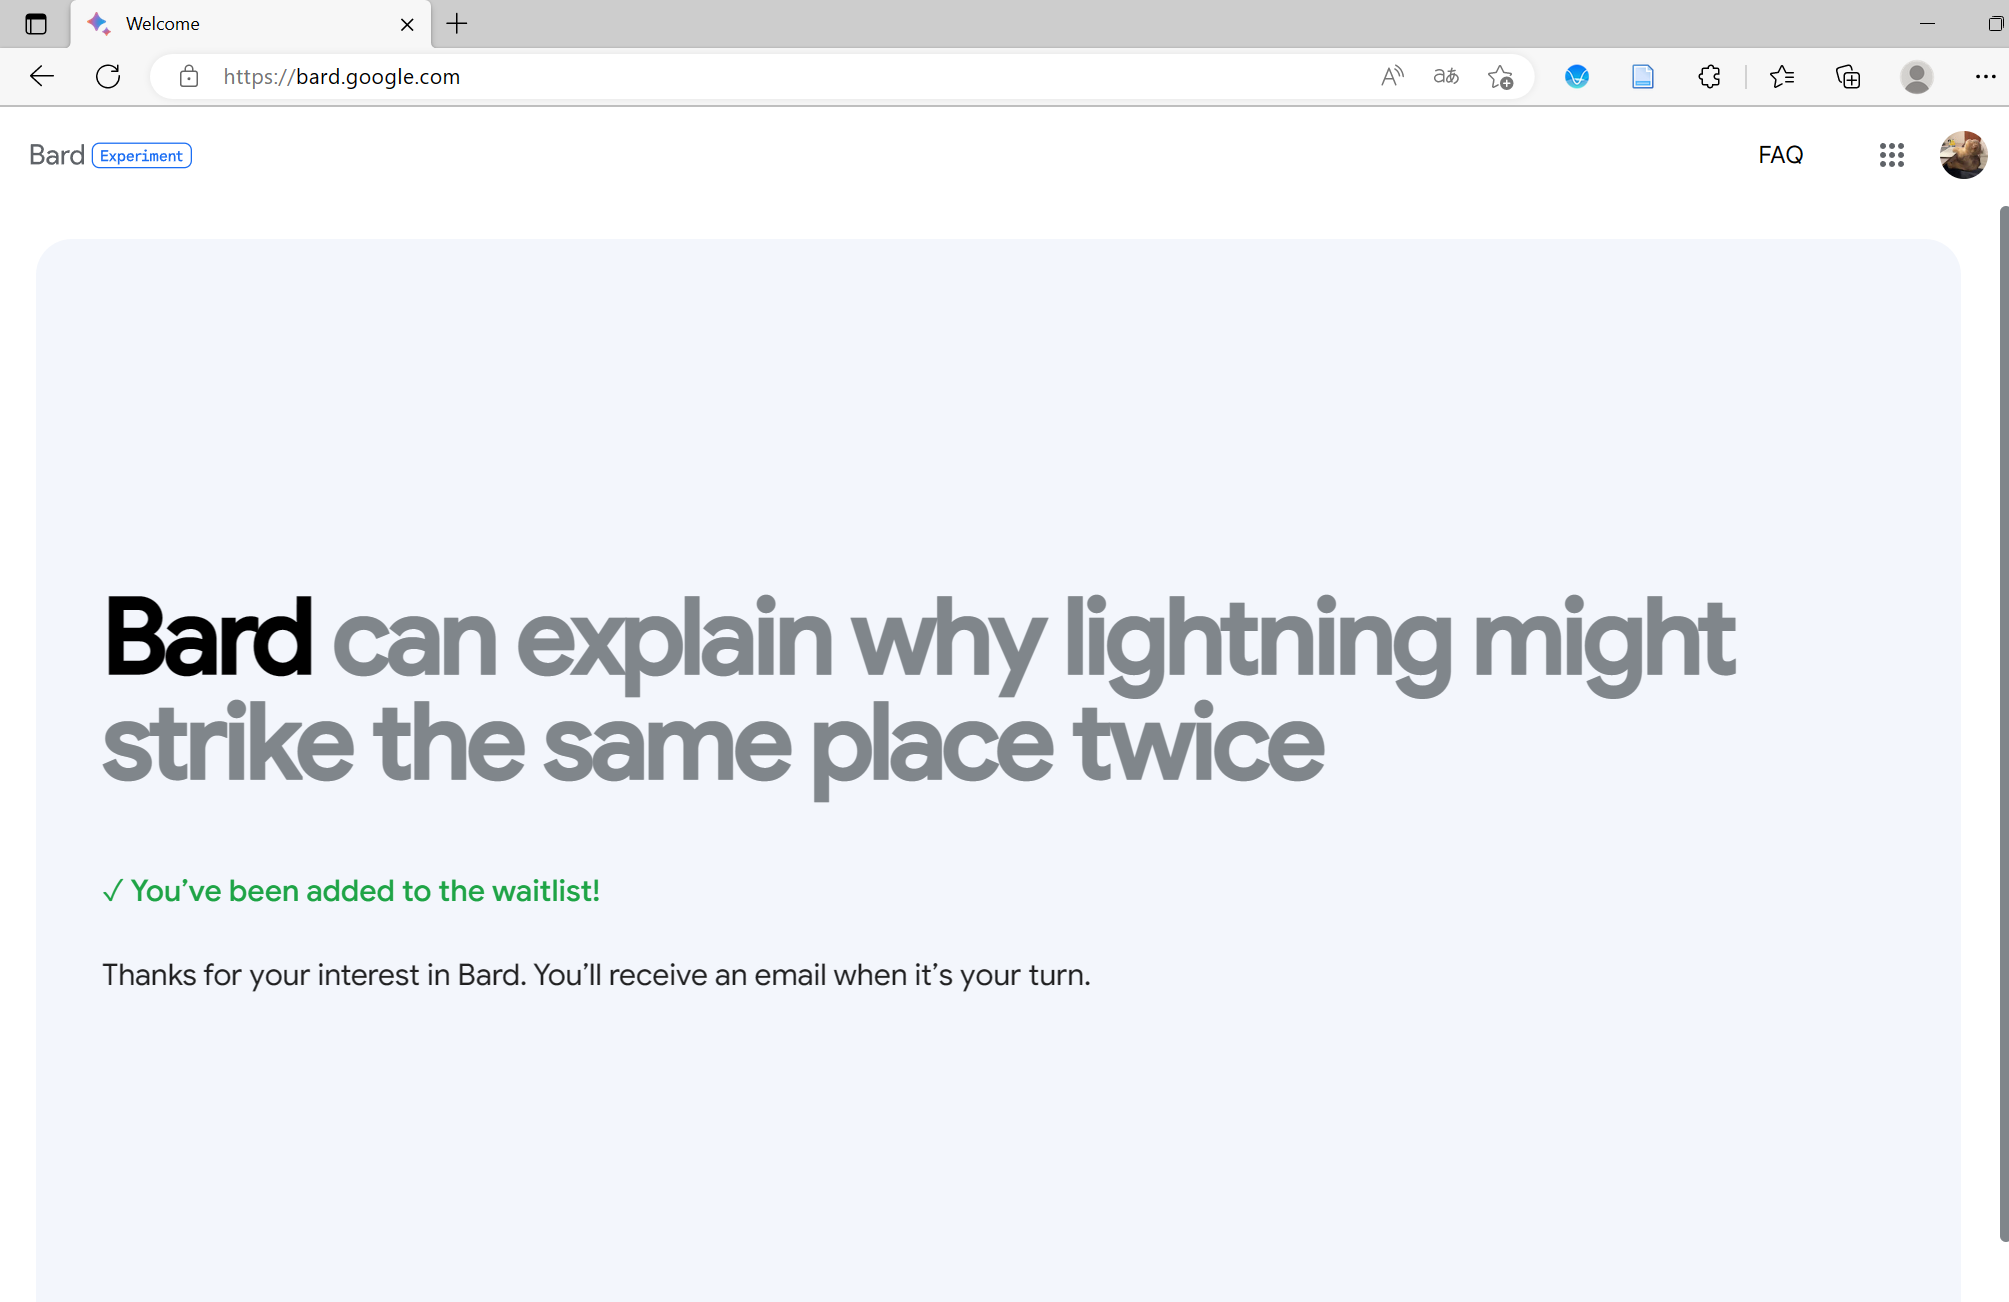 Welcome
https://bard.google.com
Bard Experiment
FAQ
Bard can explain why lightning might
strike the same place twice
✓ You’ve been added to the waitlist!
Thanks for your interest in Bard. You’ll receive an email when it’s your turn.